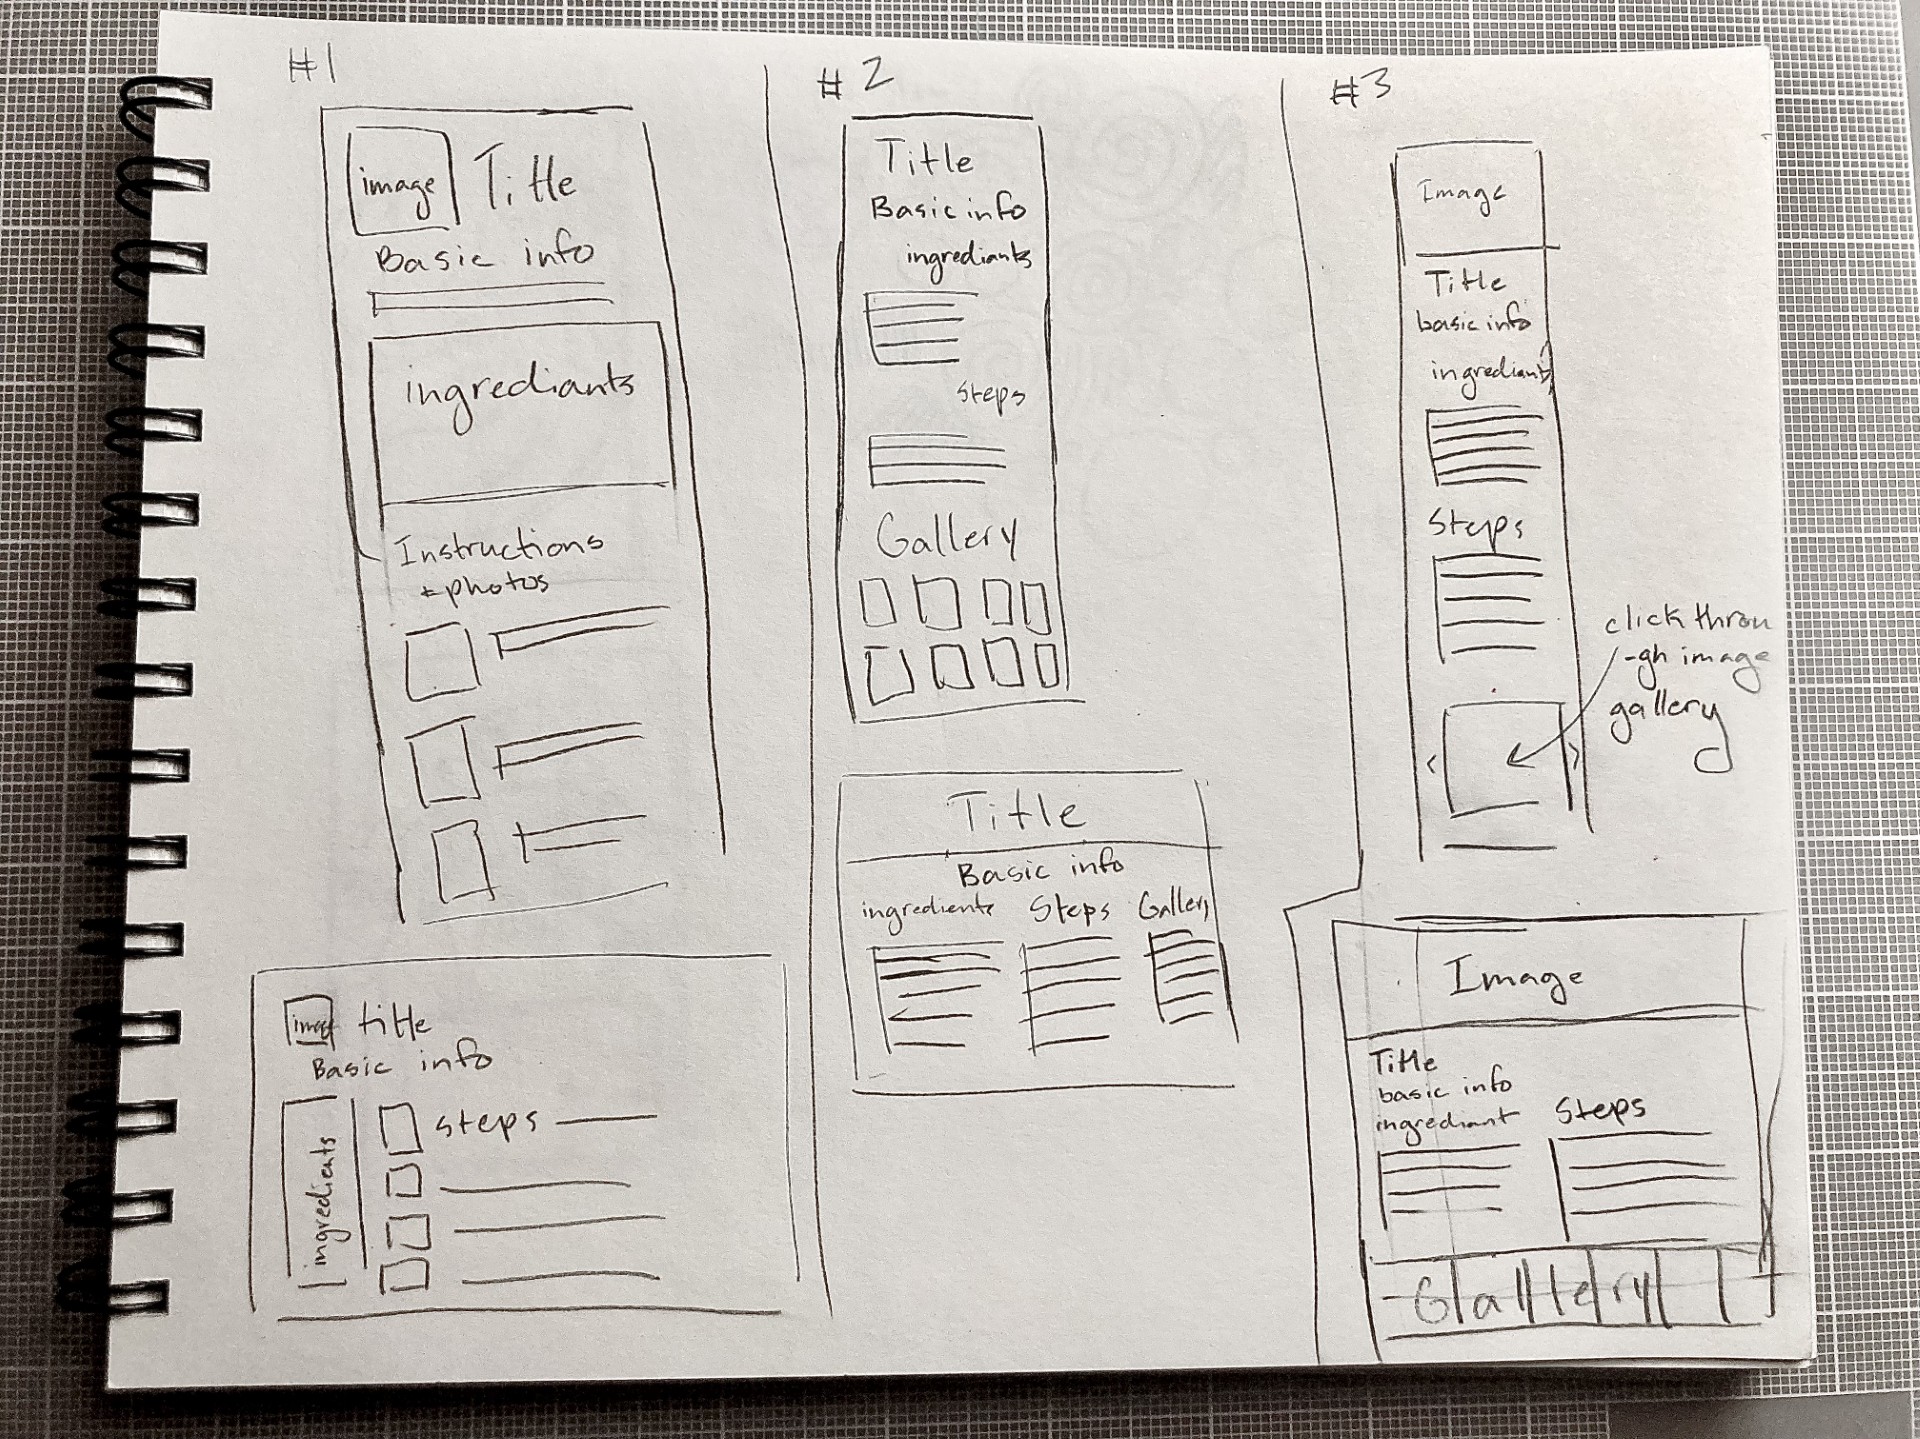 #1
image
Title
Basic info
ingrediants
Instructions
+ photos
image
title
Basic info
ingredients
steps
#2
Title
Basic info
ingrediants
Steps
Gallery
Title
Basic info
ingredients Steps Gallery
#3
Image
Title
basic info
ingrediants
Steps
click throu
-gh image
gallery
Image
Title
basic info
ingrediant
Steps
Gallery